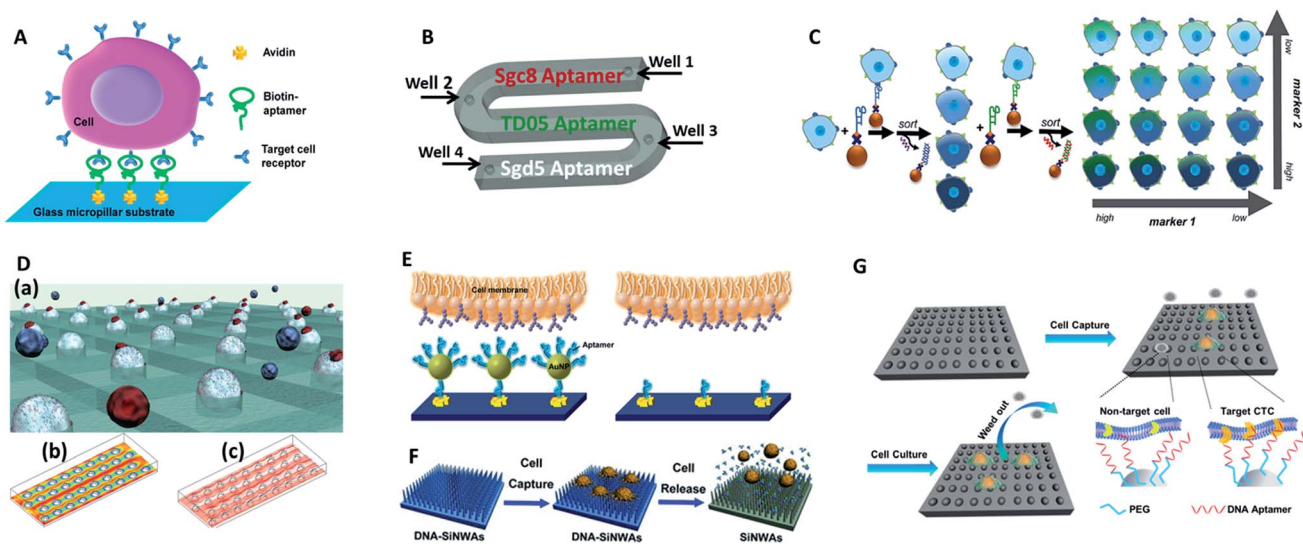 A
Avidin
Biotin-
aptamer
Target cell
receptor
Cell
Glass micropillar substrate
B
Well 1
Sgc8 Aptamer
Well 2
TD05 Aptamer
Well 3
Well 4
Sgd5 Aptamer
C
+
sort
+
sort
low
marker 2
high
high
low
marker 1
D
(a)
(b)
(c)
E
Cell membrane
Aptamer
AuNP
F
Cell
Capture
Cell
Release
DNA-SiNWAs
DNA-SiNWAs
SiNWAs
G
Cell Capture
Weed out
Non-target cell
Target CTC
Cell Culture
PEG
DNA Aptamer